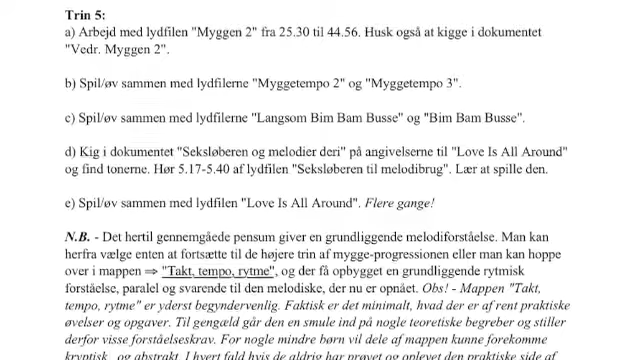 Trin 5:
a) Arbejd med lydfilen "Myggen 2" fra 25.30 til 44.56. Husk også at kigge i dokumentet
"Vedr. Myggen 2".
b) Spil/øv sammen med lydfilerne "Myggetempo 2" og "Myggetempo 3".
c) Spil/øv sammen med lydfilerne "Langsom Bim Bam Busse" og "Bim Bam Busse".
d) Kig i dokumentet "Seksløberen og melodier deri" på angivelserne til "Love Is All Around"
og find tonerne. Hør 5.17-5.40 af lydfilen "Seksløberen til melodibrug". Lær at spille den.
e) Spil/øv sammen med lydfilen "Love Is All Around". Flere gange!
N.B. - Det hertil gennemgåede pensum giver en grundliggende melodiforståelse. Man kan
herfra vælge enten at fortsætte til de højere trin af mygge-progressionen eller man kan hoppe
over i mappen ⇒ "Takt, tempo, rytme", og der få opbygget en grundliggende rytmisk
forståelse, paralel og svarende til den melodiske, der nu er opnået. Obs! - Mappen "Takt,
tempo, rytme" er yderst begyndervenlig. Faktisk er det minimalt, hvad der er af rent praktiske
øvelser og opgaver. Til gengæld går den en smule ind på nogle teoretiske begreber og stiller
derfor visse forståelseskrav. For nogle mindre børn vil dele af mappen kunne forekomme
kryptisk og abstrakt. I hvert fald hvis de aldrig har prøvet og oplevet den praktiske side af